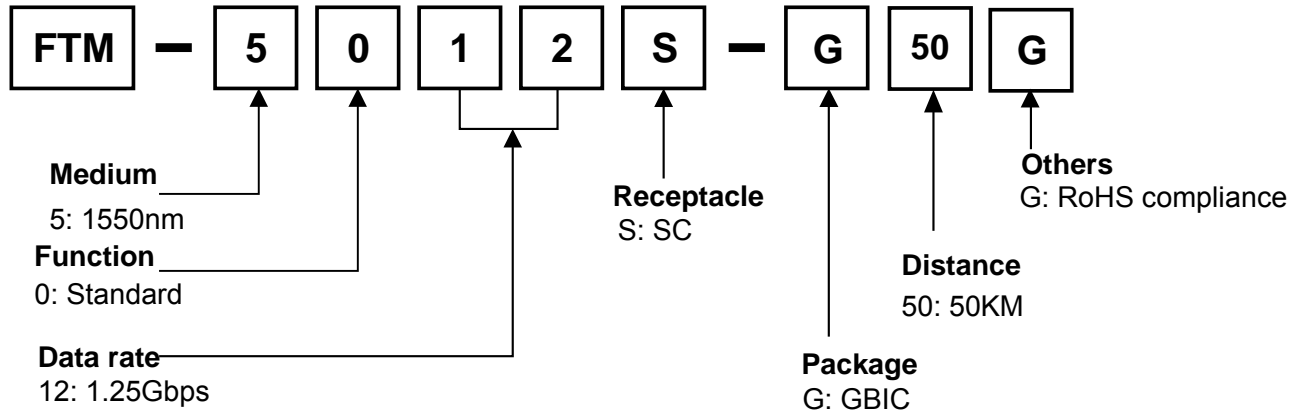 FTM - 5 0 1 2 S - G 50 G
Medium
5: 1550nm
Function
0: Standard
Data rate
12: 1.25Gbps
Receptacle
S: SC
Others
G: RoHS compliance
Distance
50: 50KM
Package
G: GBIC